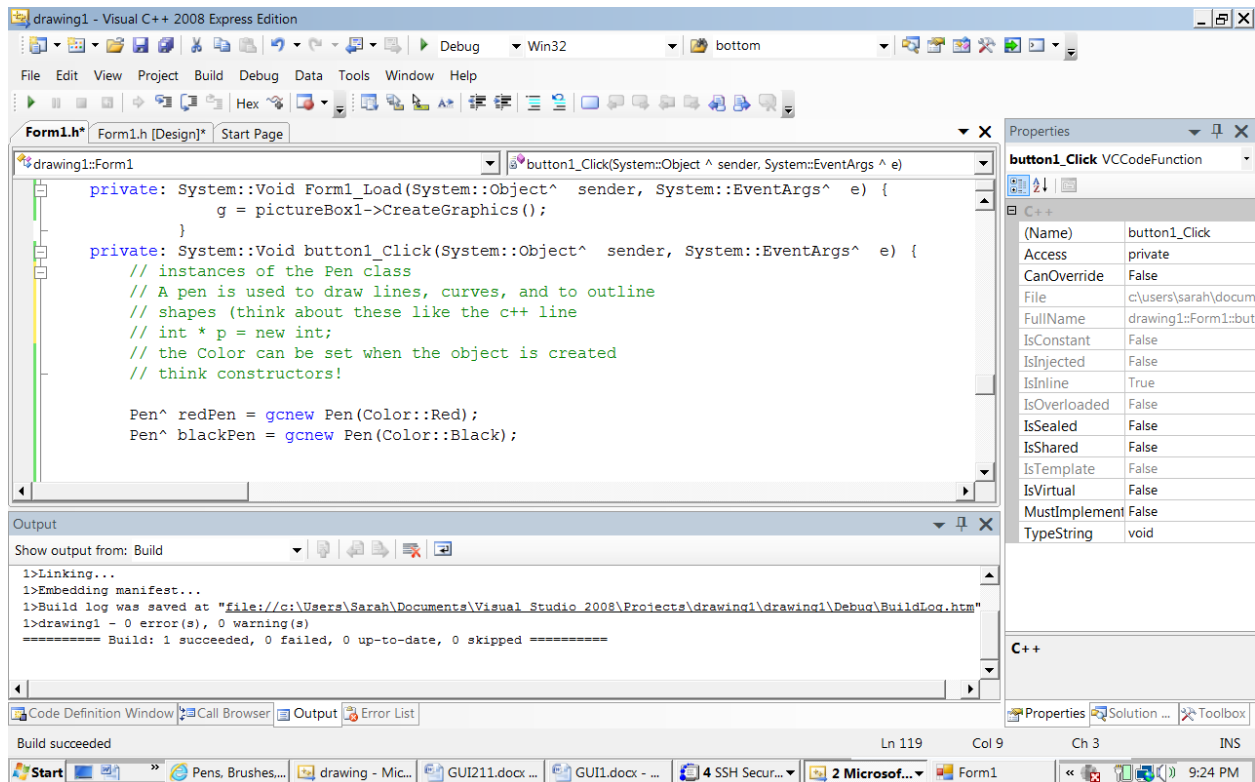 drawing1 - Visual C++ 2008 Express Edition
Debug Win32 bottom
File Edit View Project Build Debug Data Tools Window Help
Hex
Form1.h* Form1.h [Design]* Start Page
drawing1::Form1 button1_Click(System::Object ^ sender, System::EventArgs ^ e)
private: System::Void Form1_Load(System::Object^  sender, System::EventArgs^  e) {
g = pictureBox1->CreateGraphics();
}
private: System::Void button1_Click(System::Object^  sender, System::EventArgs^  e) {
// instances of the Pen class
// A pen is used to draw lines, curves, and to outline
// shapes (think about these like the c++ line
// int * p = new int;
// the Color can be set when the object is created
// think constructors!
Pen^ redPen = gcnew Pen(Color::Red);
Pen^ blackPen = gcnew Pen(Color::Black);
Output
Show output from: Build
1>Linking...
1>Embedding manifest...
1>Build log was saved at "file://c:\Users\Sarah\Documents\Visual Studio 2008\Projects\drawing1\drawing1\Debug\BuildLog.htm"
1>drawing1 - 0 error(s), 0 warning(s)
========== Build: 1 succeeded, 0 failed, 0 up-to-date, 0 skipped ==========
Code Definition Window Call Browser Output Error List
Properties
button1_Click VCCodeFunction
C++
(Name) button1_Click
Access private
CanOverride False
File c:\users\sarah\docum
FullName drawing1::Form1::but
IsConstant False
IsInjected False
IsInline True
IsOverloaded False
IsSealed False
IsShared False
IsTemplate False
IsVirtual False
MustImplement False
TypeString void
C++
Properties Solution ... Toolbox
Build succeeded Ln 119 Col 9 Ch 3 INS
Start » Pens, Brushes,... drawing - Mic... GUI211.docx ... GUI1.docx - ... 4 SSH Secur... 2 Microsof... Form1 « 9:24 PM